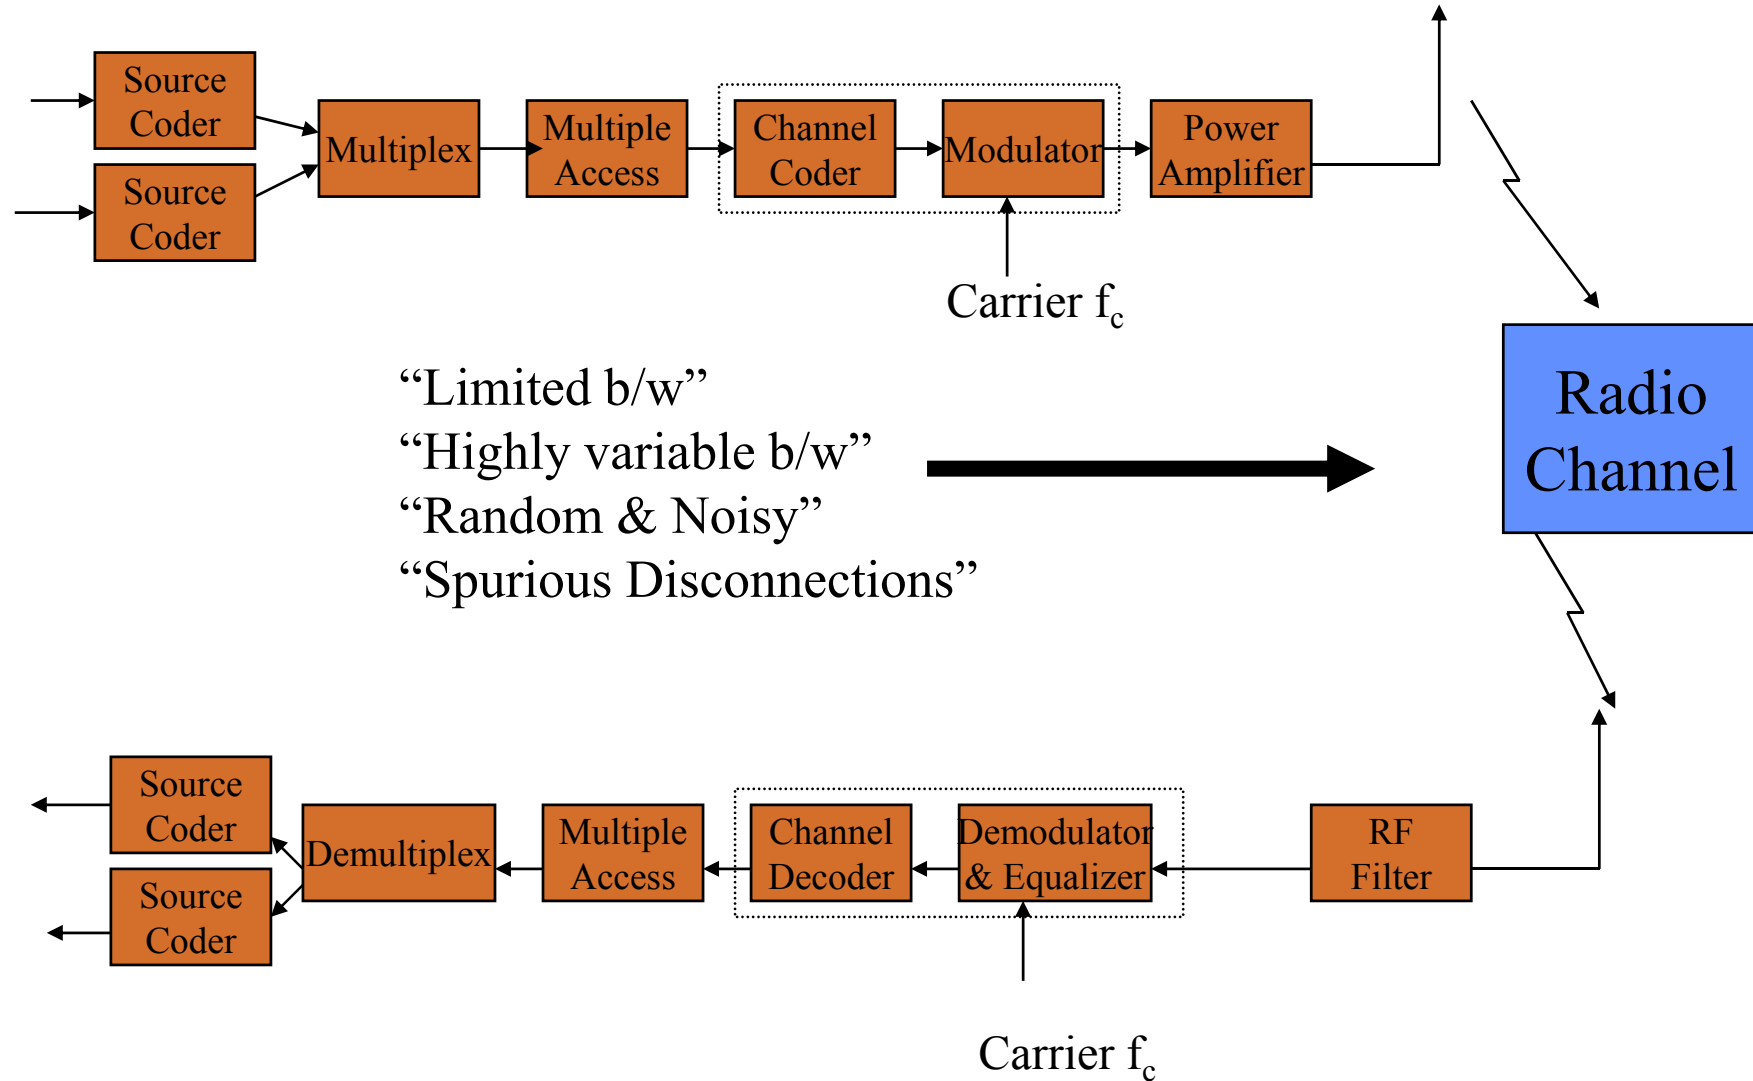 Source
Coder
Source
Coder
Multiplex
Multiple
Access
Channel
Coder
Modulator
Power
Amplifier
Carrier fc
“Limited b/w”
“Highly variable b/w”
“Random & Noisy”
“Spurious Disconnections”
Radio
Channel
Source
Coder
Source
Coder
Demultiplex
Multiple
Access
Channel
Decoder
Demodulator
& Equalizer
RF
Filter
Carrier fc